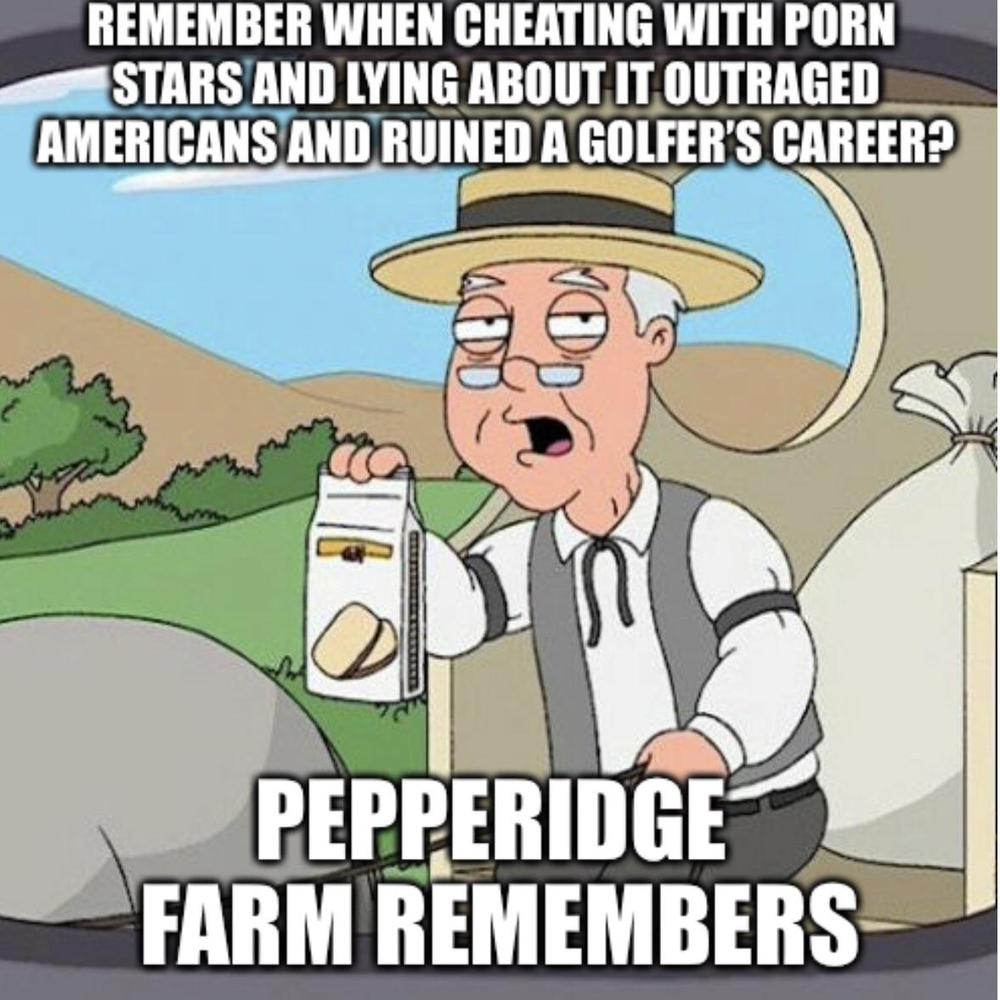 REMEMBER WHEN CHEATING WITH PORN
STARS AND LYING ABOUT IT OUTRAGED
AMERICANS AND RUINED A GOLFER'S CAREER?
PEPPERIDGE
FARM REMEMBERS